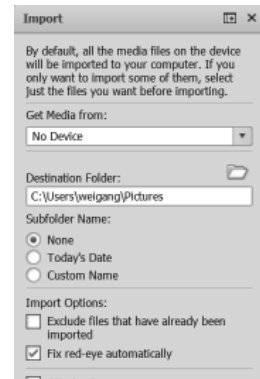 Import
By default, all the media files on the device
will be imported to your computer. If you
only want to import some of them, select
just the files you want before importing.
Get Media from:
No Device
Destination Folder:
C:\Users\weigang\Pictures
Subfolder Name:
None
Today's Date
Custom Name
Import Options:
Exclude files that have already been
imported
Fix red-eye automatically